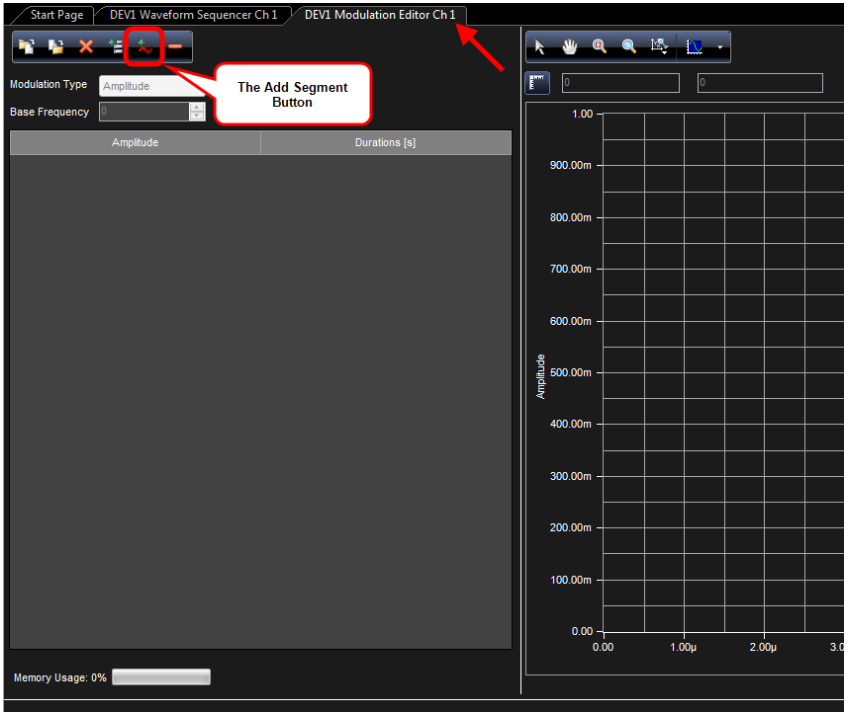 Start Page
DEV1 Waveform Sequencer Ch 1
DEV1 Modulation Editor Ch 1
Modulation Type
Amplitude
The Add Segment
Button
Base Frequency
0
0
0
Amplitude
Durations [s]
1.00
900.00m
800.00m
700.00m
600.00m
500.00m
400.00m
300.00m
200.00m
100.00m
0.00
Amplitude
0.00
1.00µ
2.00µ
3.0
Memory Usage: 0%